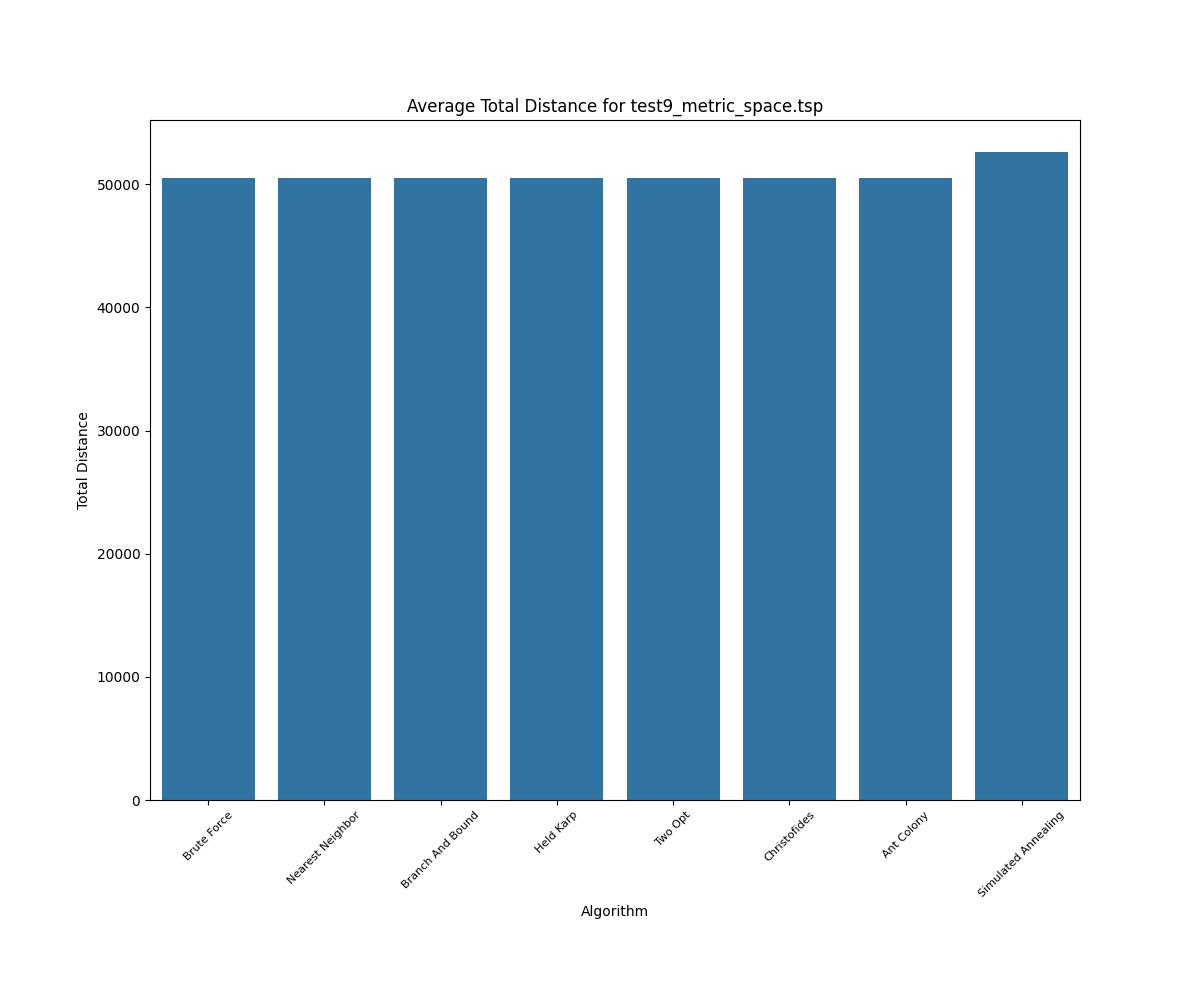 Average Total Distance for test9_metric_space.tsp
Total Distance
50000
40000
30000
20000
10000
0
Brute Force
Nearest Neighbor
Branch And Bound
Held Karp
Two Opt
Christofides
Ant Colony
Simulated Annealing
Algorithm